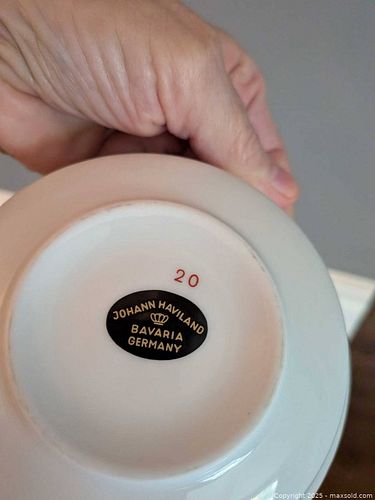 20
JOHANN HAVILAND
BAVARIA
GERMANY
Copyright 2025 - maxsold.com